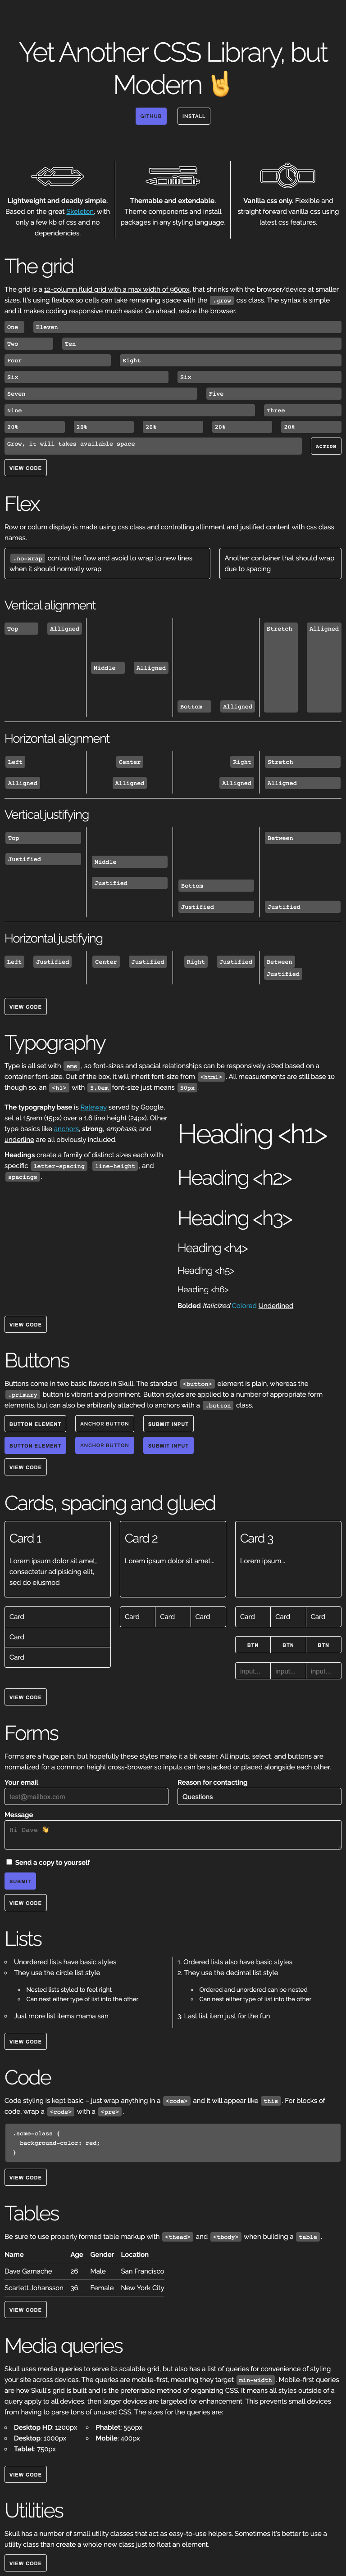 Yet Another CSS Library, but
Modern 🤘
GITHUB INSTALL
Lightweight and deadly simple.
Based on the great Skeleton, with
only a few kb of css and no
dependencies.
Themable and extendable.
Theme components and install
packages in any styling language.
Vanilla css only. Flexible and
straight forward vanilla css using
latest css features.
The grid
The grid is a 12-column fluid grid with a max width of 960px, that shrinks with the browser/device at smaller
sizes. It's using flexbox so cells can take remaining space with the .grow css class. The syntax is simple
and it makes coding responsive much easier. Go ahead, resize the browser.
One Eleven
Two Ten
Four Eight
Six Six
Seven Five
Nine Three
20% 20% 20% 20% 20%
Grow, it will takes available space ACTION
VIEW CODE
Flex
Row or colum display is made using css class and controlling allinment and justified content with css class
names.
.no-wrap control the flow and avoid to wrap to new lines
when it should normally wrap
Another container that should wrap
due to spacing
Vertical alignment
Top Alligned
Middle Alligned
Bottom Alligned
Stretch Alligned
Horizontal alignment
Left Center Right Stretch
Alligned Alligned Alligned Alligned
Vertical justifying
Top
Justified
Middle
Justified
Bottom
Justified
Between
Justified
Horizontal justifying
Left Justified Center Justified Right Justified Between
Justified
VIEW CODE
Typography
Type is all set with ems, so font-sizes and spacial relationships can be responsively sized based on a
container font-size. Out of the box, it will inherit font-size from <html>. All measurements are still base 10
though so, an <h1> with 5.0em font-size just means 50px.
The typography base is Raleway served by Google,
set at 15rem (15px) over a 1.6 line height (24px). Other
type basics like anchors, strong, emphasis, and
underline are all obviously included.
Headings create a family of distinct sizes each with
specific letter-spacing, line-height, and
spacings.
Heading <h1>
Heading <h2>
Heading <h3>
Heading <h4>
Heading <h5>
Heading <h6>
Bolded Italicized Colored Underlined
VIEW CODE
Buttons
Buttons come in two basic flavors in Skull. The standard <button> element is plain, whereas the
.primary button is vibrant and prominent. Button styles are applied to a number of appropriate form
elements, but can also be arbitrarily attached to anchors with a .button class.
BUTTON ELEMENT ANCHOR BUTTON SUBMIT INPUT
BUTTON ELEMENT ANCHOR BUTTON SUBMIT INPUT
VIEW CODE
Cards, spacing and glued
Card 1
Lorem ipsum dolor sit amet,
consectetur adipisicing elit,
sed do eiusmod
Card 2
Lorem ipsum dolor sit amet...
Card 3
Lorem ipsum...
Card
Card
Card
Card Card Card
Card Card Card
BTN BTN BTN
input... input... input...
VIEW CODE
Forms
Forms are a huge pain, but hopefully these styles make it a bit easier. All inputs, select, and buttons are
normalized for a common height cross-browser so inputs can be stacked or placed alongside each other.
Your email Reason for contacting
test@mailbox.com Questions
Message
Hi Dave 👋
Send a copy to yourself
SUBMIT
VIEW CODE
Lists
Unordered lists have basic styles
They use the circle list style
Nested lists styled to feel right
Can nest either type of list into the other
Just more list items mama san
1. Ordered lists also have basic styles
2. They use the decimal list style
Ordered and unordered can be nested
Can nest either type of list into the other
3. Last list item just for the fun
VIEW CODE
Code
Code styling is kept basic – just wrap anything in a <code> and it will appear like this. For blocks of
code, wrap a <code> with a <pre>.
.some-class {
background-color: red;
}
VIEW CODE
Tables
Be sure to use properly formed table markup with <thead> and <tbody> when building a table.
Name Age Gender Location
Dave Gamache 26 Male San Francisco
Scarlett Johansson 36 Female New York City
VIEW CODE
Media queries
Skull uses media queries to serve its scalable grid, but also has a list of queries for convenience of styling
your site across devices. The queries are mobile-first, meaning they target min-width. Mobile-first queries
are how Skull's grid is built and is the preferrable method of organizing CSS. It means all styles outside of a
query apply to all devices, then larger devices are targeted for enhancement. This prevents small devices
from having to parse tons of unused CSS. The sizes for the queries are:
Desktop HD: 1200px
Desktop: 1000px
Tablet: 750px
Phablet: 550px
Mobile: 400px
VIEW CODE
Utilities
Skull has a number of small utility classes that act as easy-to-use helpers. Sometimes it's better to use a
utility class than create a whole new class just to float an element.
VIEW CODE